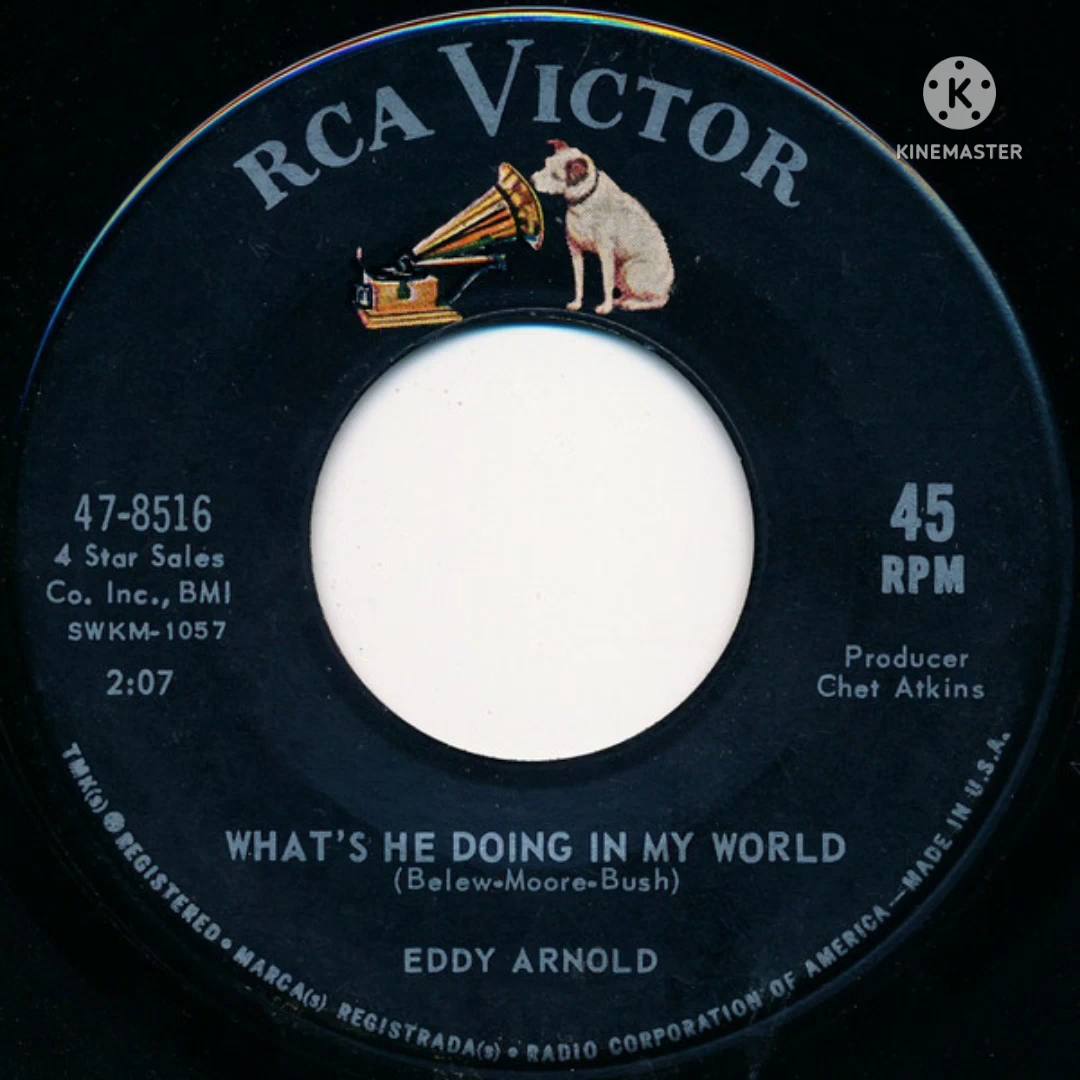 RCA VICTOR
KINEMASTER
47-8516
4 Star Sales
Co. Inc., BMI
SWKM-1057
2:07
45
RPM
Producer
Chet Atkins
WHAT'S HE DOING IN MY WORLD
(Belew-Moore-Bush)
EDDY ARNOLD
TMK(s) ® REGISTERED • MARCA(s) REGISTRADA(s) • RADIO CORPORATION OF AMERICA—MADE IN U.S.A.